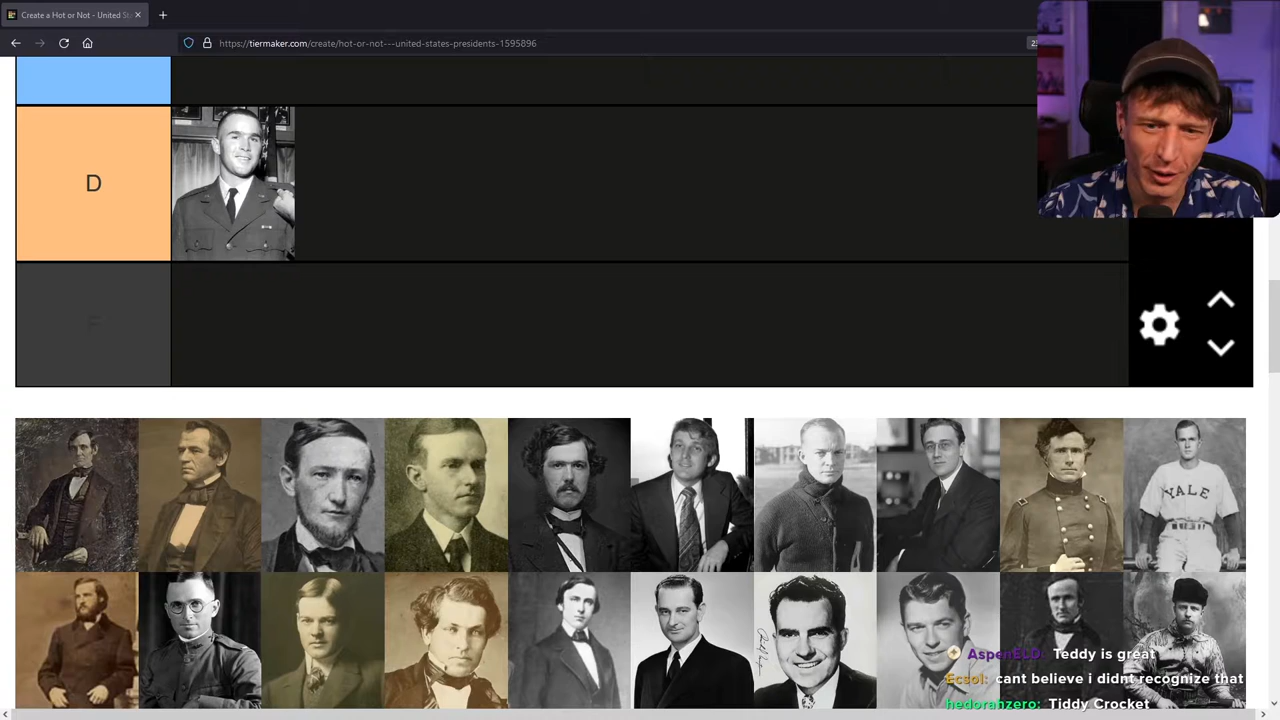 Create a Hot or Not - United St
https://tiermaker.com/create/hot-or-not---united-states-presidents-1595896
D
F
YALE
AspenELD: Teddy is great
Ecsol: cant believe i didnt recognize that
hedorahzero: Tiddy Crocket